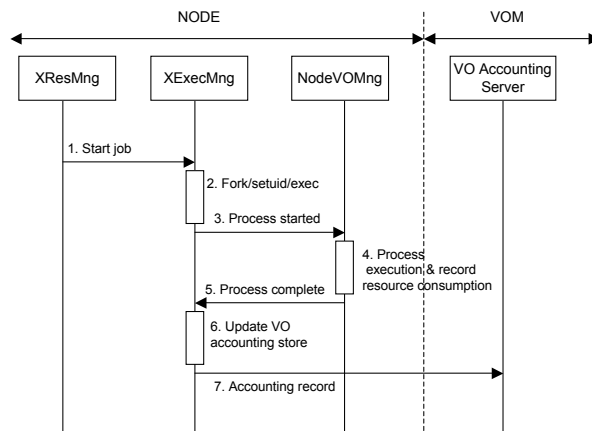 NODE
VOM
XResMng
XExecMng
NodeVOMng
VO Accounting
Server
1. Start job
2. Fork/setuid/exec
3. Process started
4. Process
execution & record
resource consumption
5. Process complete
6. Update VO
accounting store
7. Accounting record